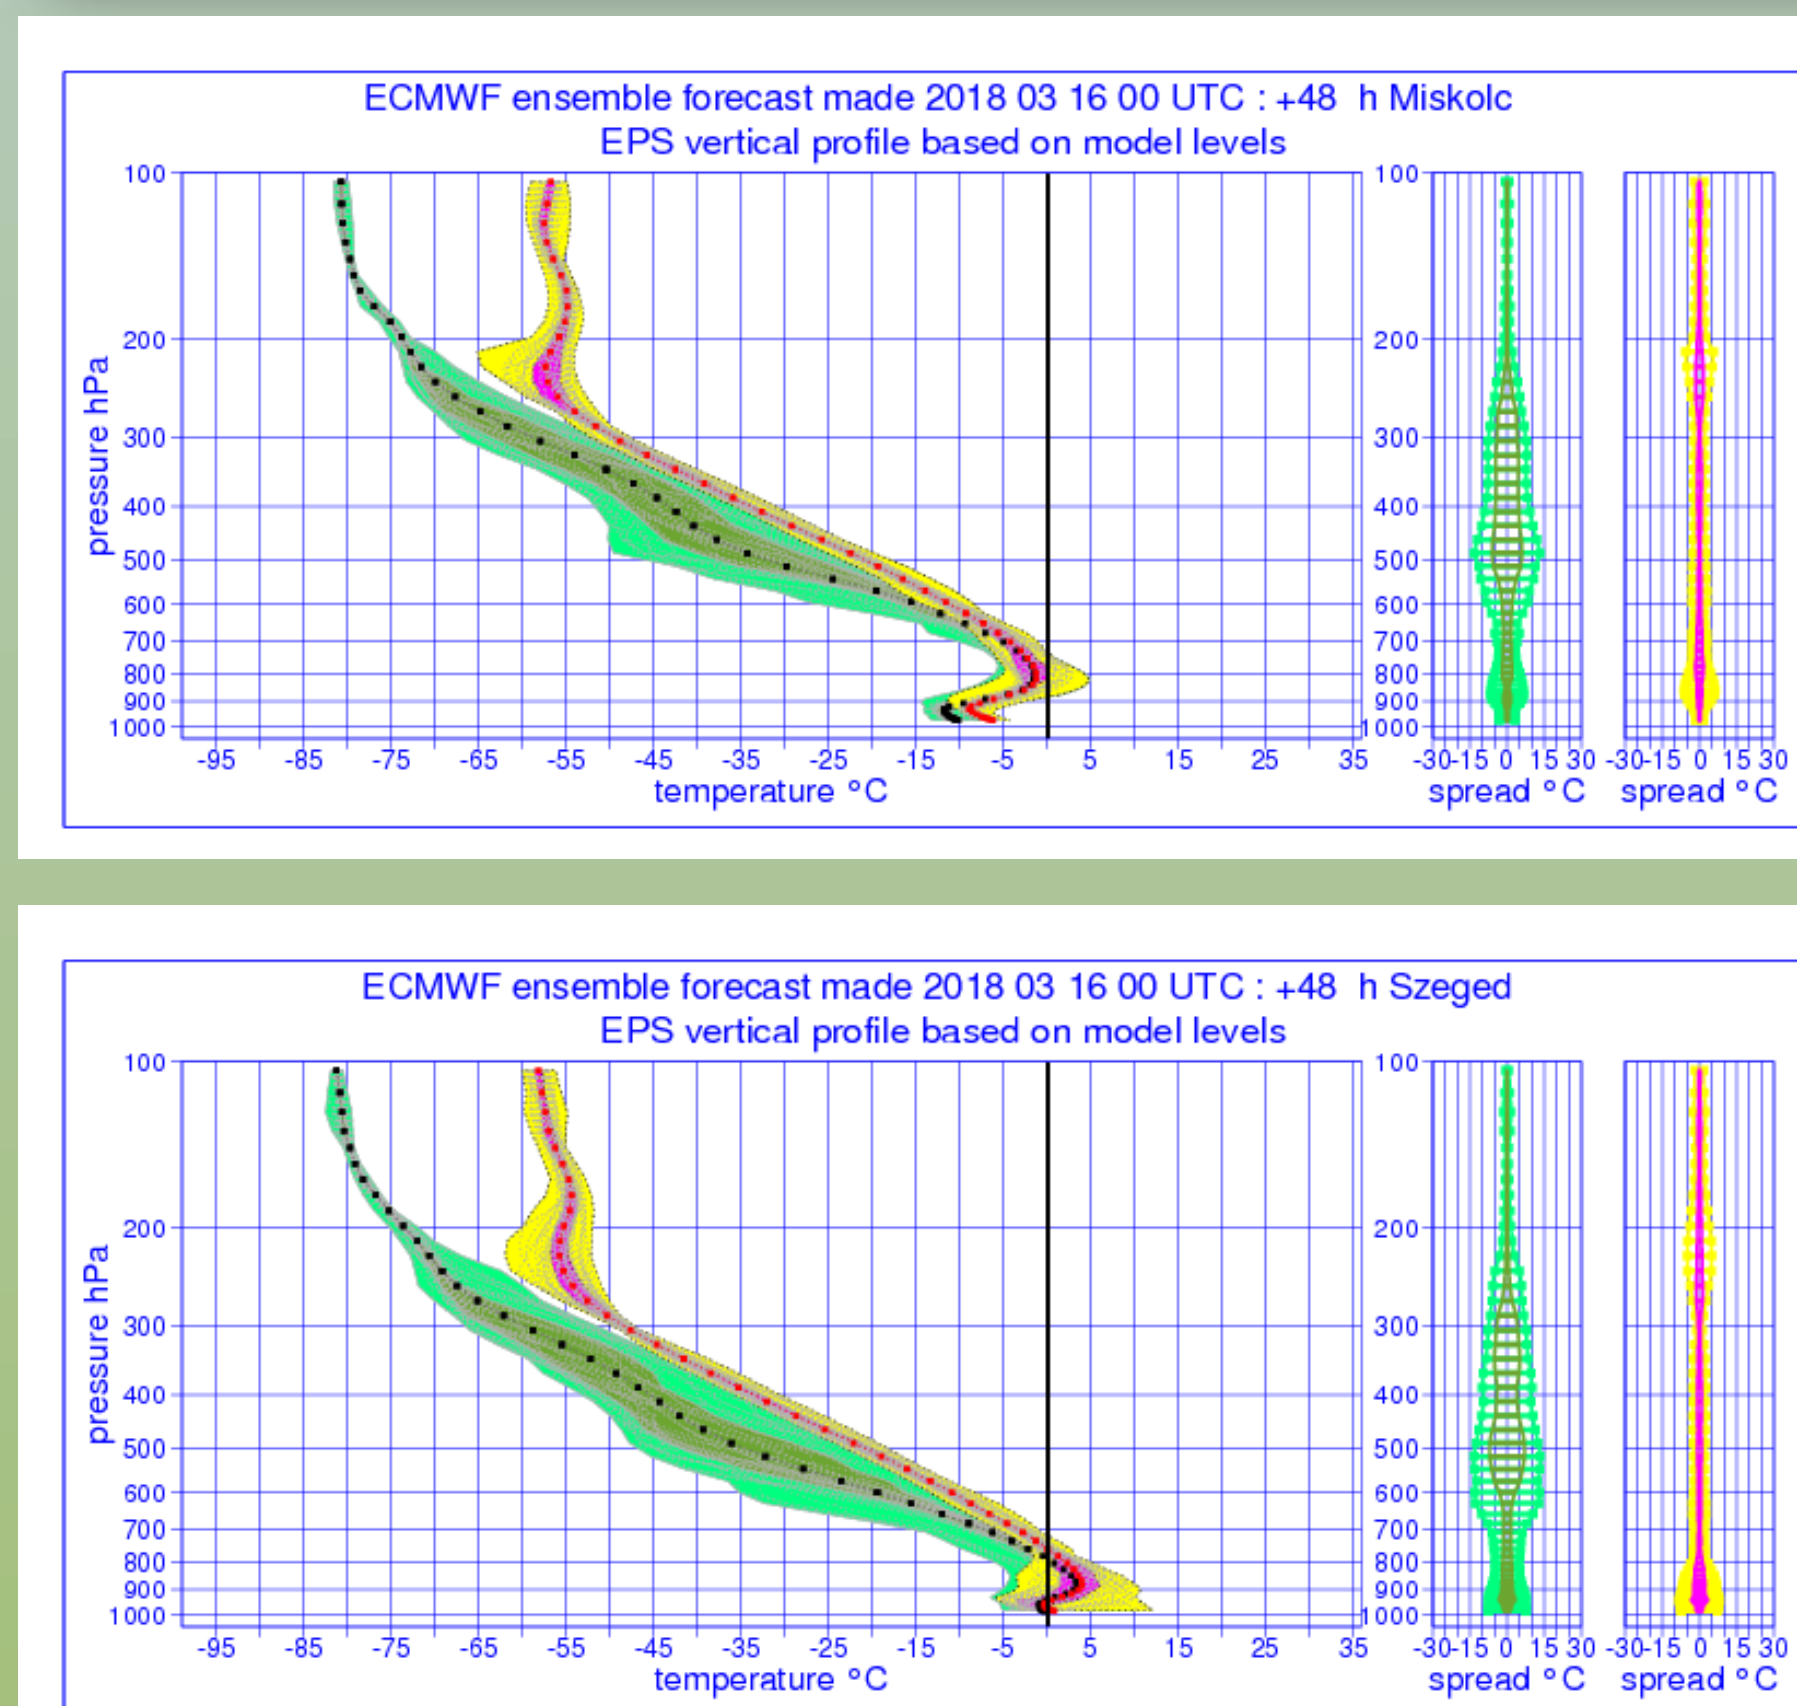 ECMWF ensemble forecast made 2018 03 16 00 UTC : +48 h Miskolc
EPS vertical profile based on model levels
pressure hPa
100
200
300
400
500
600
700
800
900
1000
-95 -85 -75 -65 -55 -45 -35 -25 -15 -5 5 15 25 35
temperature °C
100
200
300
400
500
600
700
800
900
1000
-30 -15 0 15 30
spread °C
-30 -15 0 15 30
spread °C
ECMWF ensemble forecast made 2018 03 16 00 UTC : +48 h Szeged
EPS vertical profile based on model levels
pressure hPa
100
200
300
400
500
600
700
800
900
1000
-95 -85 -75 -65 -55 -45 -35 -25 -15 -5 5 15 25 35
temperature °C
100
200
300
400
500
600
700
800
900
1000
-30 -15 0 15 30
spread °C
-30 -15 0 15 30
spread °C